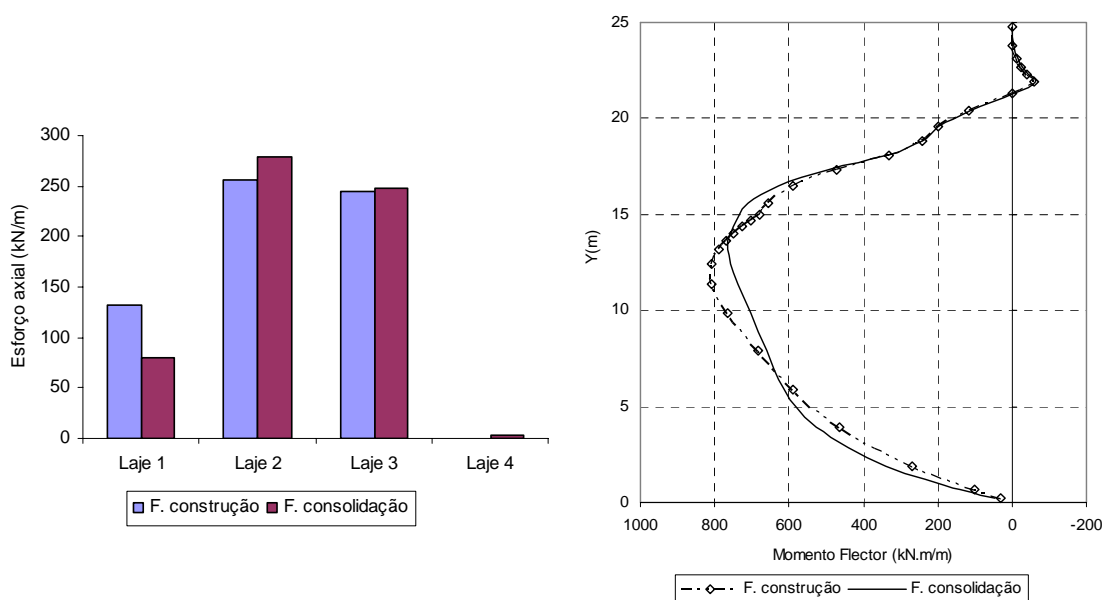 Esforço axial (kN/m)
300
250
200
150
100
50
0
Laje 1 Laje 2 Laje 3 Laje 4
F. construção F. consolidação
Y(m)
25
20
15
10
5
0
1000 800 600 400 200 0 -200
Momento Flector (kN.m/m)
F. construção F. consolidação